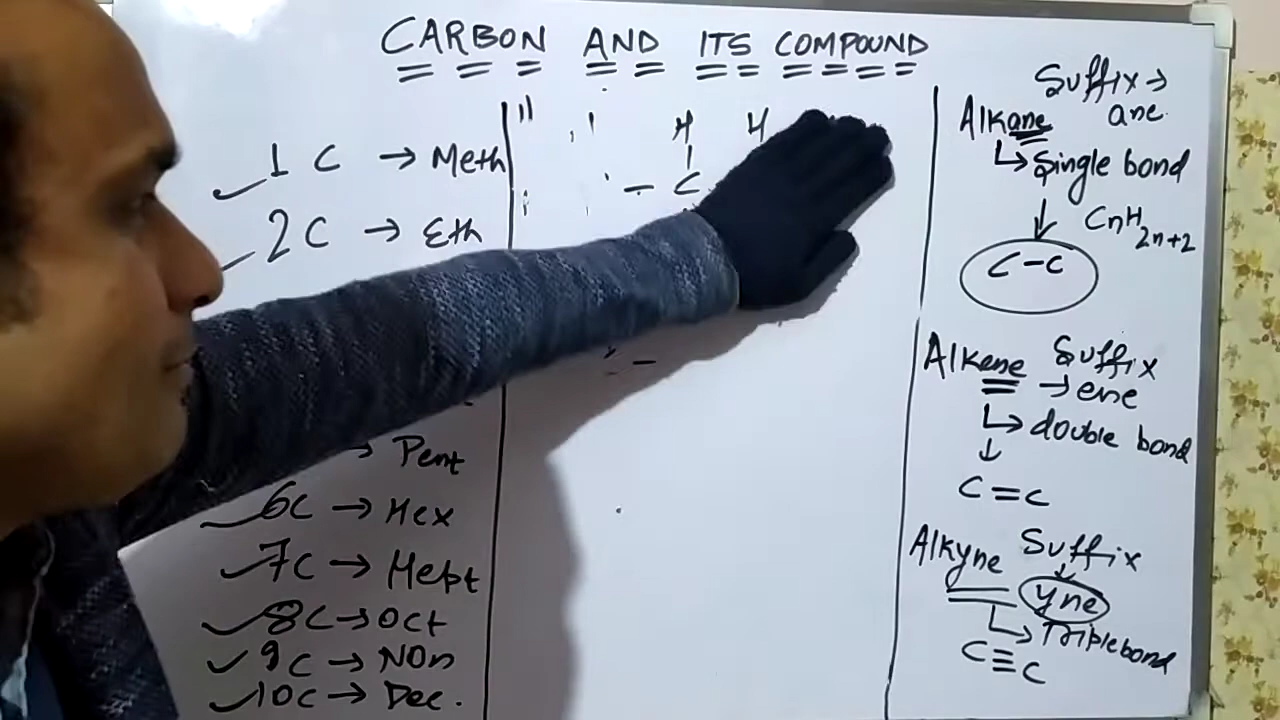 CARBON AND ITS COMPOUND
1 C → Meth
2C → Eth
→ Pent
6C → Hex
7C → Hept
8C → Oct
9C → NOn
10C → Dec.
H H
- C
Suffix →
ane.
Alkane
↳ Single bond
↓ CnH2n+2
C-C
Alkene Suffix
→ ene
↳ double bond
↓
C=C
Alkyne Suffix
↓
yne
↳ Triplebond
C≡C